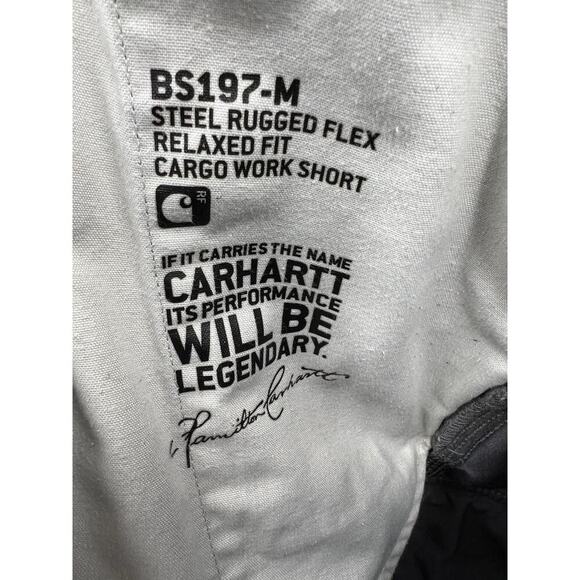 BS197-M
STEEL RUGGED FLEX
RELAXED FIT
CARGO WORK SHORT
RF
IF IT CARRIES THE NAME
CARHARTT
ITS PERFORMANCE
WILL BE
LEGENDARY.
Hamilton Carhartt